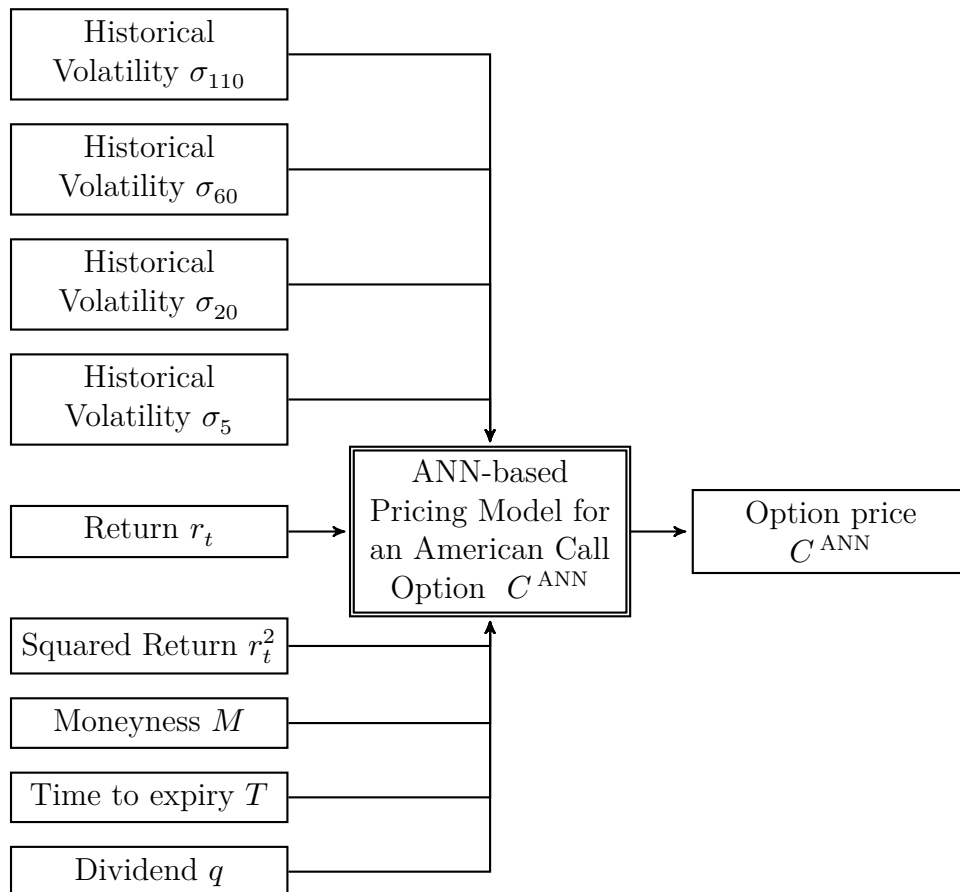 Historical
Volatility σ₁₁₀
Historical
Volatility σ₆₀
Historical
Volatility σ₂₀
Historical
Volatility σ₅
Return rₜ
Squared Return rₜ²
Moneyness M
Time to expiry T
Dividend q
ANN-based
Pricing Model for
an American Call
Option C^ANN
Option price
C^ANN